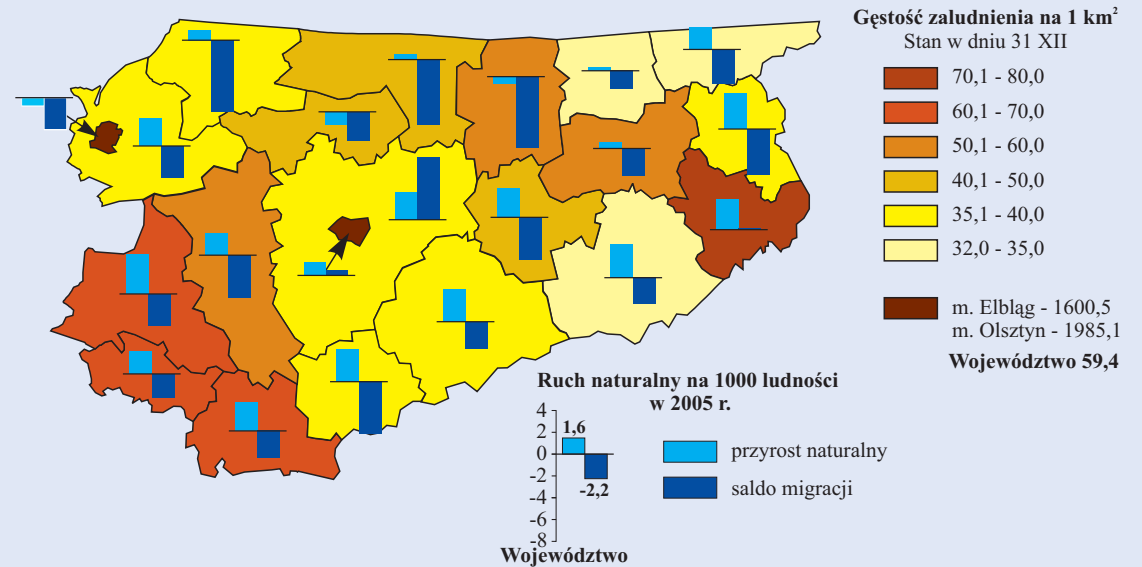 Gęstość zaludnienia na 1 km²
Stan w dniu 31 XII
70,1 - 80,0
60,1 - 70,0
50,1 - 60,0
40,1 - 50,0
35,1 - 40,0
32,0 - 35,0
m. Elbląg - 1600,5
m. Olsztyn - 1985,1
Województwo 59,4
Ruch naturalny na 1000 ludności
w 2005 r.
4
2
0
-2
-4
-6
-8
1,6
-2,2
Województwo
przyrost naturalny
saldo migracji